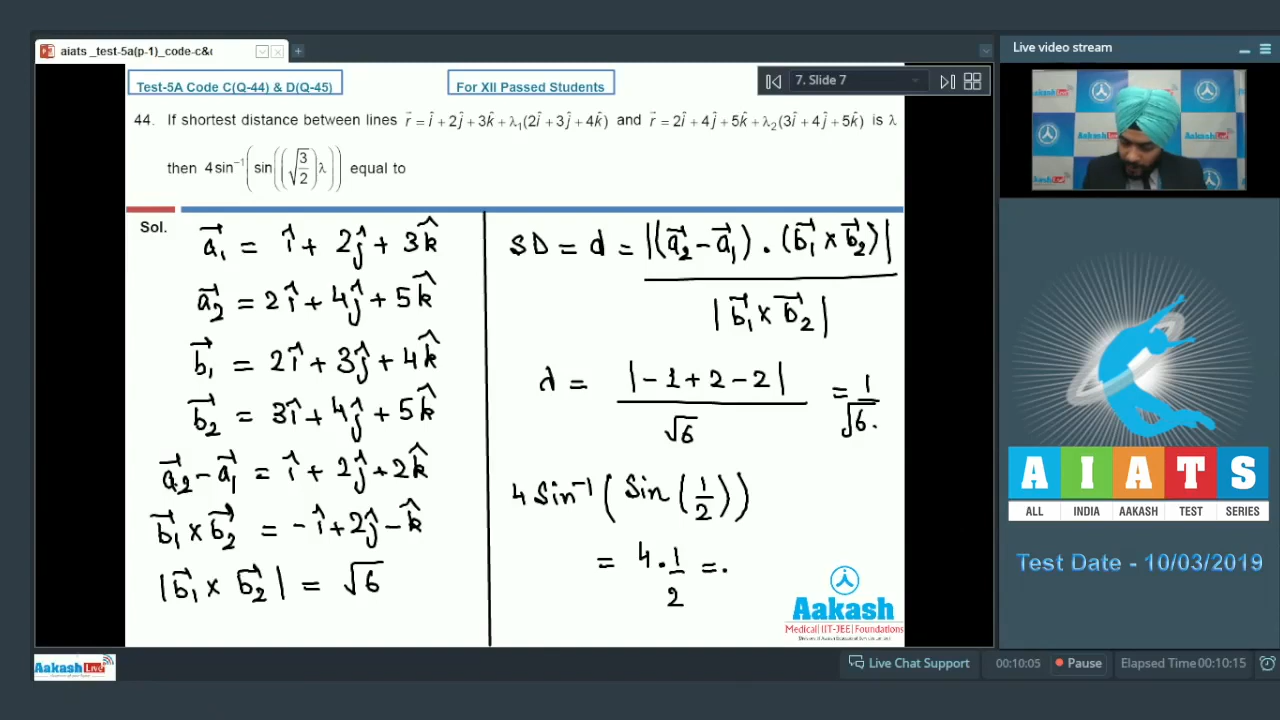 aiats _test-5a(p-1)_code-c&
Live video stream
Test-5A Code C(Q-44) & D(Q-45)
For XII Passed Students
7. Slide 7
44. If shortest distance between lines r⃗ = î + 2ĵ + 3k̂ + λ₁(2î + 3ĵ + 4k̂) and r⃗ = 2î + 4ĵ + 5k̂ + λ₂(3î + 4ĵ + 5k̂) is λ
then 4sin⁻¹(sin((√(3/2))λ)) equal to
Sol.
a⃗₁ = î + 2ĵ + 3k̂
a⃗₂ = 2î + 4ĵ + 5k̂
b⃗₁ = 2î + 3ĵ + 4k̂
b⃗₂ = 3î + 4ĵ + 5k̂
a⃗₂ - a⃗₁ = î + 2ĵ + 2k̂
b⃗₁ × b⃗₂ = -î + 2ĵ - k̂
|b⃗₁ × b⃗₂| = √6
SD = d = |(a⃗₂ - a⃗₁) . (b⃗₁ × b⃗₂)| / |b⃗₁ × b⃗₂|
λ = |-1 + 2 - 2| / √6 = 1/√6.
4 Sin⁻¹(Sin(1/2))
= 4 . 1/2 =
AIATS
ALL INDIA AAKASH TEST SERIES
Test Date - 10/03/2019
Aakash
Medical|IIT-JEE|Foundations
Aakash Live
Live Chat Support
00:10:05
Pause
Elapsed Time 00:10:15